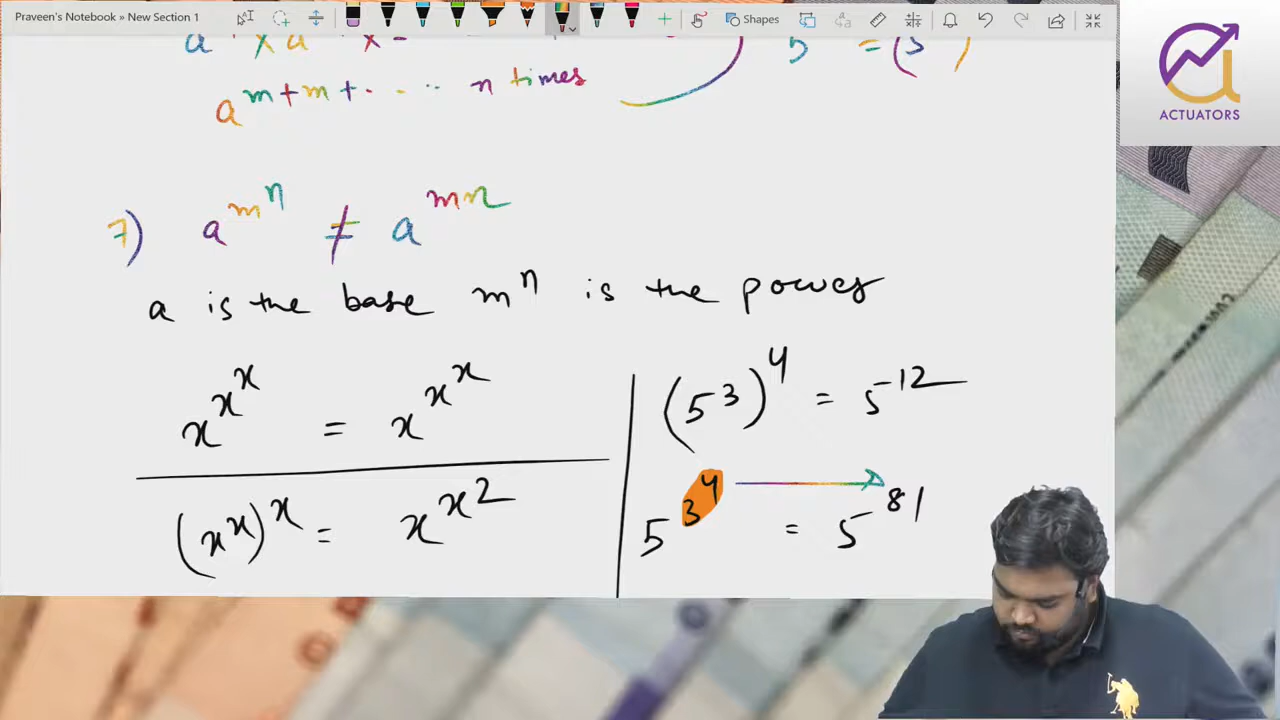 Praveen's Notebook » New Section 1
Shapes
ACTUATORS
a^{m+m+.....} n times
7) a^{m^n} ≠ a^{mn}
a is the base m^n is the power
x^{x^x} = x^{x^x}
(x^x)^x = x^{x^2}
(5^3)^4 = 5^{12}
5^{3^4} = 5^{81}